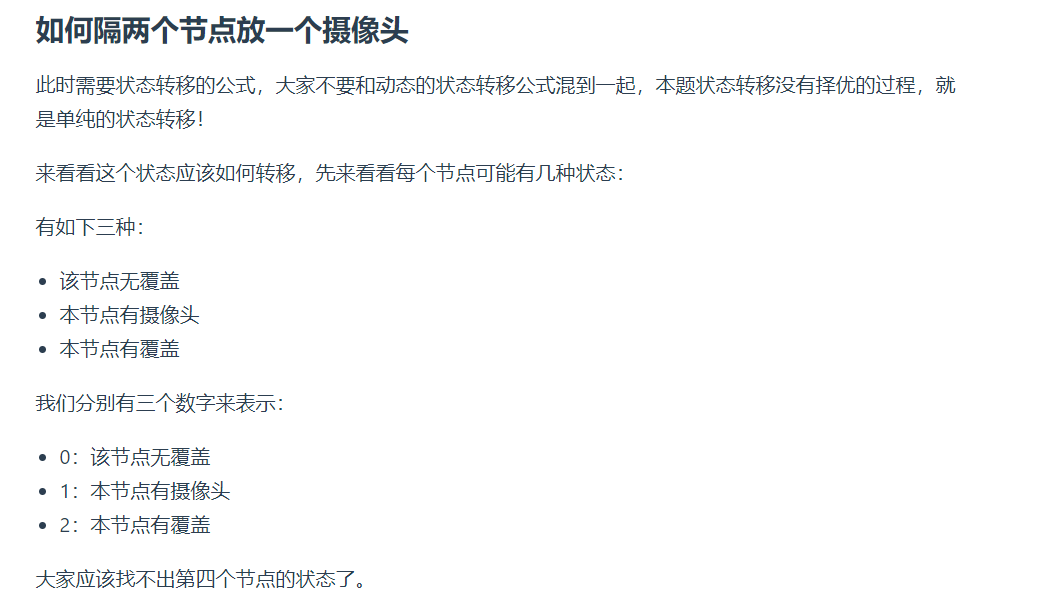 如何隔两个节点放一个摄像头
此时需要状态转移的公式，大家不要和动态的状态转移公式混到一起，本题状态转移没有择优的过程，就
是单纯的状态转移！
来看看这个状态应该如何转移，先来看看每个节点可能有几种状态：
有如下三种：
• 该节点无覆盖
• 本节点有摄像头
• 本节点有覆盖
我们分别有三个数字来表示：
• 0：该节点无覆盖
• 1：本节点有摄像头
• 2：本节点有覆盖
大家应该找不出第四个节点的状态了。